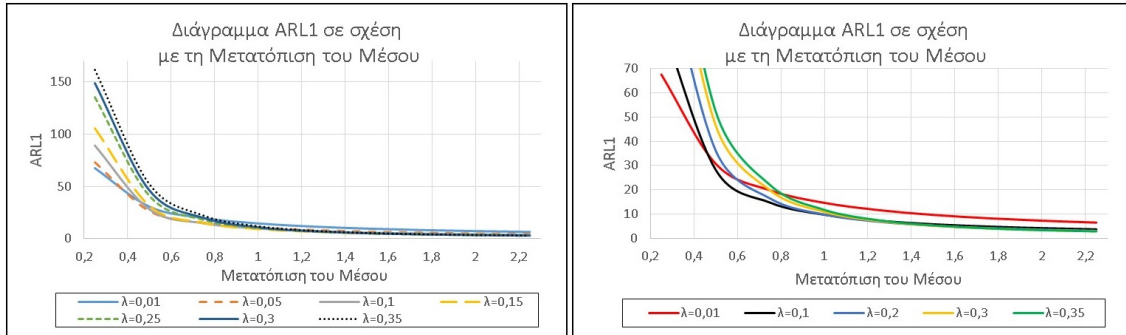 Διάγραμμα ARL1 σε σχέση
με τη Μετατόπιση του Μέσου
150
100
50
0
ARL1
0,2 0,4 0,6 0,8 1 1,2 1,4 1,6 1,8 2 2,2
Μετατόπιση του Μέσου
λ=0,01 λ=0,05 λ=0,1 λ=0,15
λ=0,25 λ=0,3 λ=0,35
Διάγραμμα ARL1 σε σχέση
με τη Μετατόπιση του Μέσου
70
60
50
40
30
20
10
0
ARL1
0,2 0,4 0,6 0,8 1 1,2 1,4 1,6 1,8 2 2,2
Μετατόπιση του Μέσου
λ=0,01 λ=0,1 λ=0,2 λ=0,3 λ=0,35